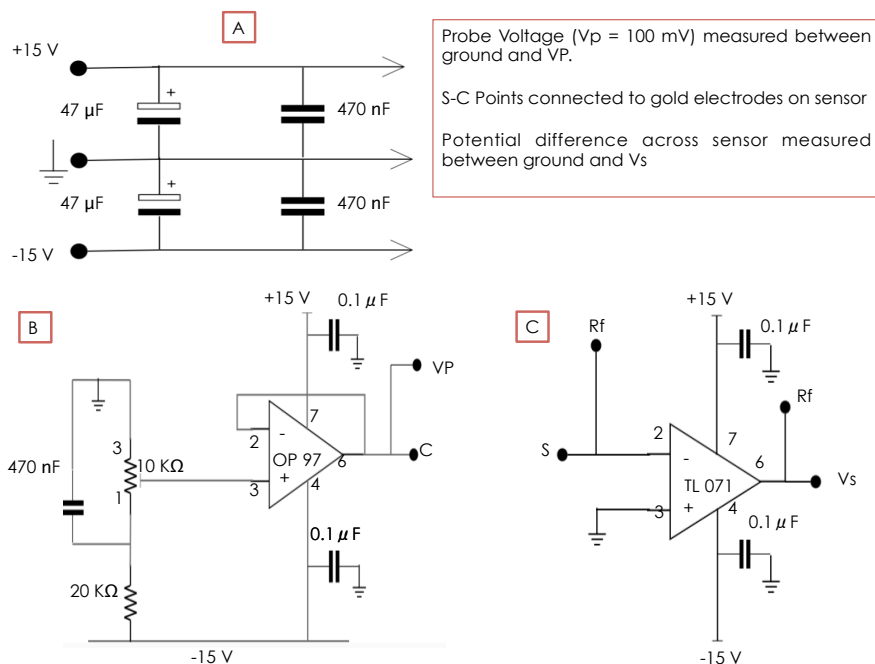 A
+15 V
+
47 µF
470 nF
+
47 µF
470 nF
-15 V
Probe Voltage (Vp = 100 mV) measured between
ground and VP.
S-C Points connected to gold electrodes on sensor
Potential difference across sensor measured
between ground and Vs
B
+15 V
0.1 µ F
VP
7
2
-
3
10 KΩ
OP 97
6
C
470 nF
1
3
+
4
0.1 µ F
20 KΩ
-15 V
C
+15 V
Rf
0.1 µ F
Rf
2
7
6
S
-
TL 071
Vs
3
+
4
0.1 µ F
-15 V